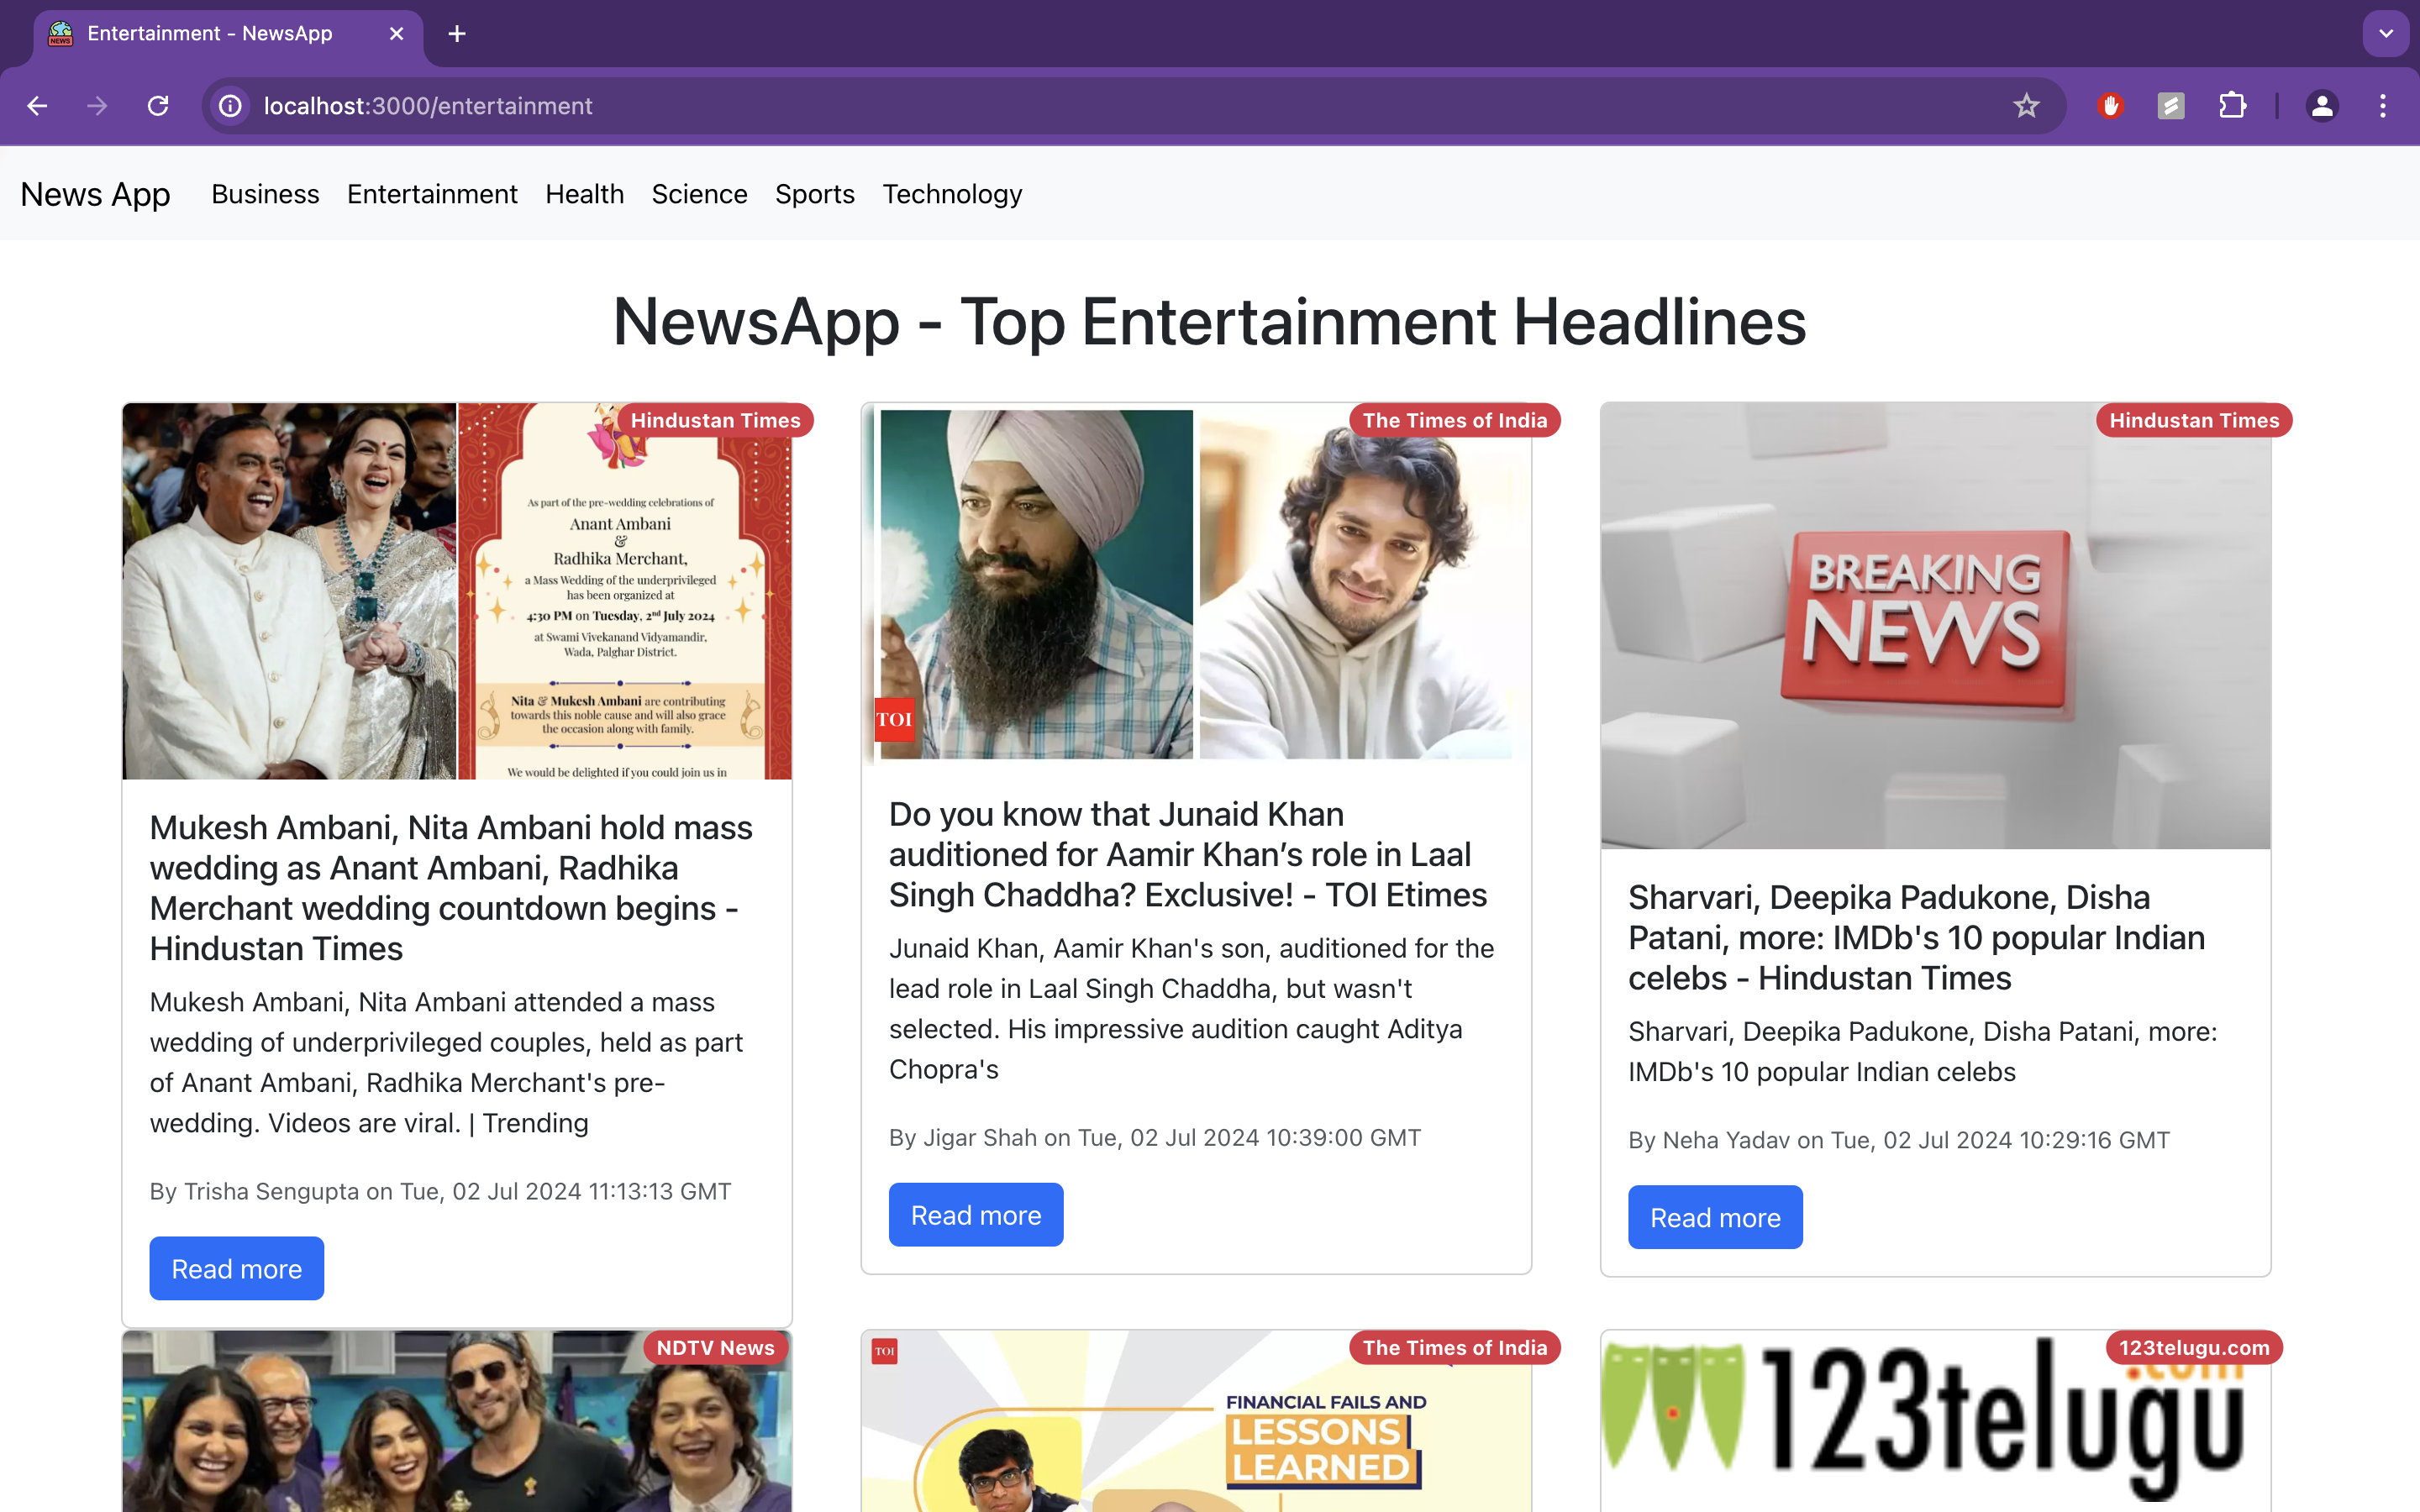 Entertainment - NewsApp
localhost:3000/entertainment
News App
Business
Entertainment
Health
Science
Sports
Technology
NewsApp - Top Entertainment Headlines
Hindustan Times
As part of the pre-wedding celebrations of
Anant Ambani
&
Radhika Merchant,
a Mass Wedding of the underprivileged
has been organized at
4:30 PM on Tuesday, 2nd July 2024
at Swami Vivekanand Vidyamandir,
Wada, Palghar District.
Nita & Mukesh Ambani are contributing
towards this noble cause and will also grace
the occasion along with family.
We would be delighted if you could join us in
Mukesh Ambani, Nita Ambani hold mass
wedding as Anant Ambani, Radhika
Merchant wedding countdown begins -
Hindustan Times
Mukesh Ambani, Nita Ambani attended a mass
wedding of underprivileged couples, held as part
of Anant Ambani, Radhika Merchant's pre-
wedding. Videos are viral. | Trending
By Trisha Sengupta on Tue, 02 Jul 2024 11:13:13 GMT
Read more
The Times of India
TOI
Do you know that Junaid Khan
auditioned for Aamir Khan’s role in Laal
Singh Chaddha? Exclusive! - TOI Etimes
Junaid Khan, Aamir Khan's son, auditioned for the
lead role in Laal Singh Chaddha, but wasn't
selected. His impressive audition caught Aditya
Chopra's
By Jigar Shah on Tue, 02 Jul 2024 10:39:00 GMT
Read more
Hindustan Times
BREAKING
NEWS
Sharvari, Deepika Padukone, Disha
Patani, more: IMDb's 10 popular Indian
celebs - Hindustan Times
Sharvari, Deepika Padukone, Disha Patani, more:
IMDb's 10 popular Indian celebs
By Neha Yadav on Tue, 02 Jul 2024 10:29:16 GMT
Read more
NDTV News
The Times of India
TOI
FINANCIAL FAILS AND
LESSONS
LEARNED
123telugu.com
123telugu
.com